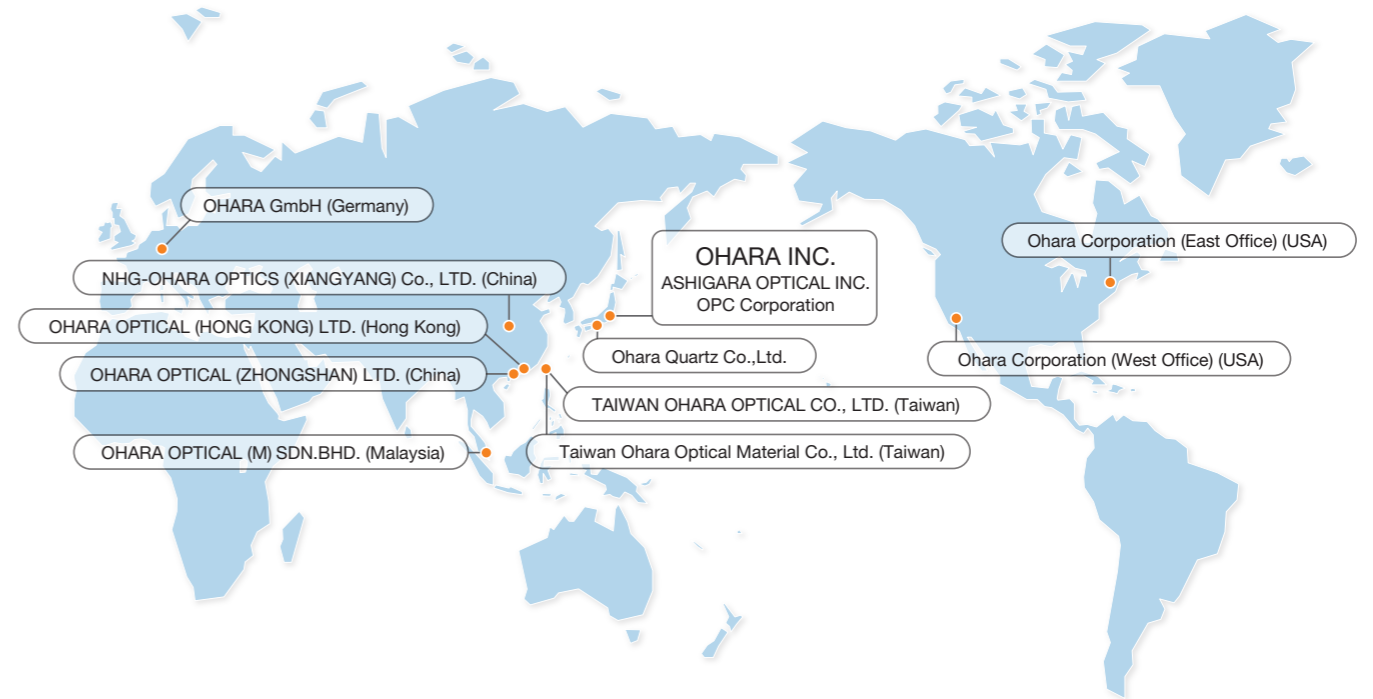 OHARA GmbH (Germany)
Ohara Corporation (East Office) (USA)
OHARA INC.
ASHIGARA OPTICAL INC.
OPC Corporation
NHG-OHARA OPTICS (XIANGYANG) Co., LTD. (China)
OHARA OPTICAL (HONG KONG) LTD. (Hong Kong)
Ohara Quartz Co.,Ltd.
Ohara Corporation (West Office) (USA)
OHARA OPTICAL (ZHONGSHAN) LTD. (China)
TAIWAN OHARA OPTICAL CO., LTD. (Taiwan)
OHARA OPTICAL (M) SDN.BHD. (Malaysia)
Taiwan Ohara Optical Material Co., Ltd. (Taiwan)